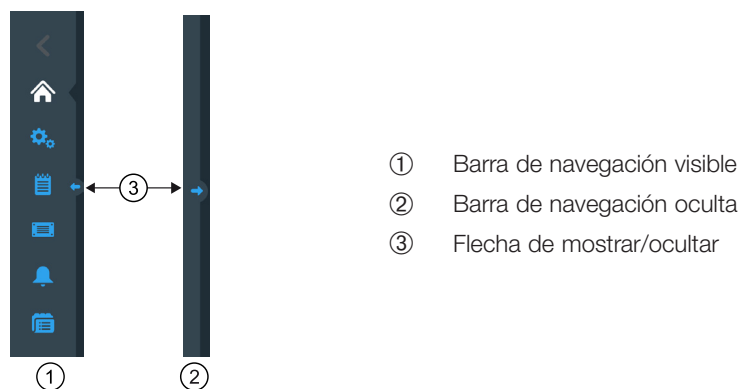 ③
① ②
① Barra de navegación visible
② Barra de navegación oculta
③ Flecha de mostrar/ocultar